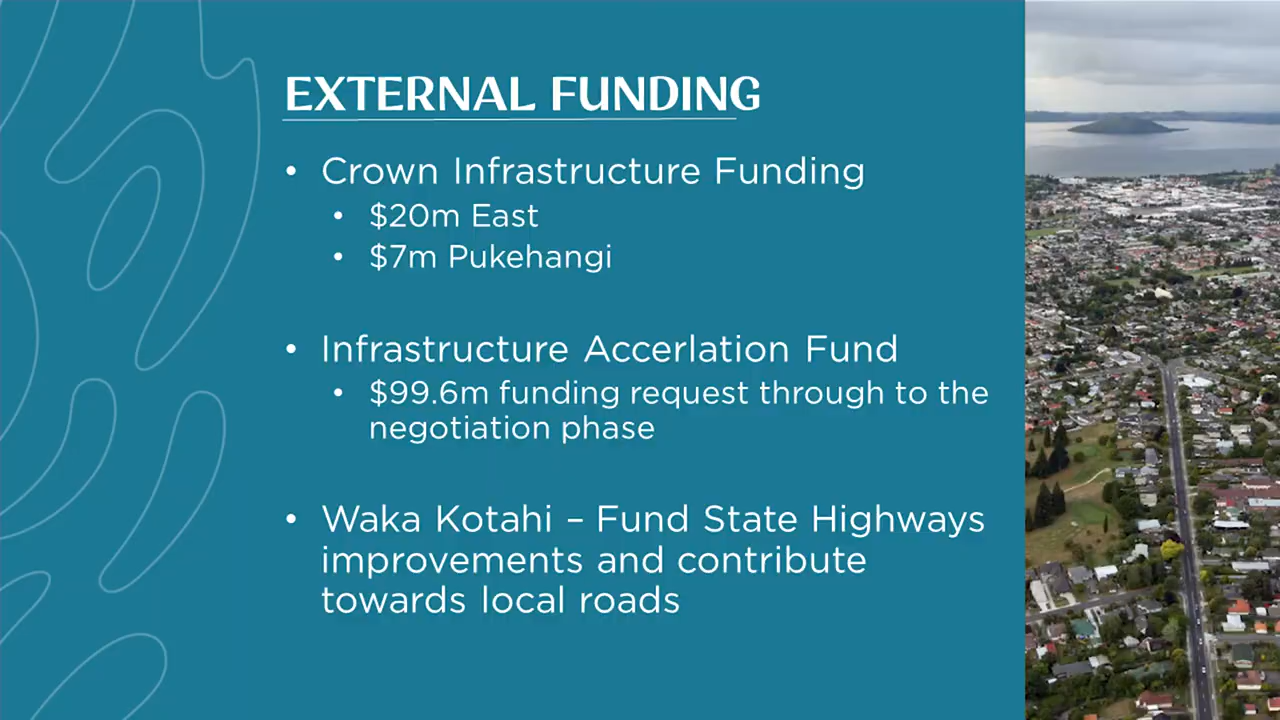 EXTERNAL FUNDING
• Crown Infrastructure Funding
• $20m East
• $7m Pukehangi
• Infrastructure Accerlation Fund
• $99.6m funding request through to the
negotiation phase
• Waka Kotahi – Fund State Highways
improvements and contribute
towards local roads